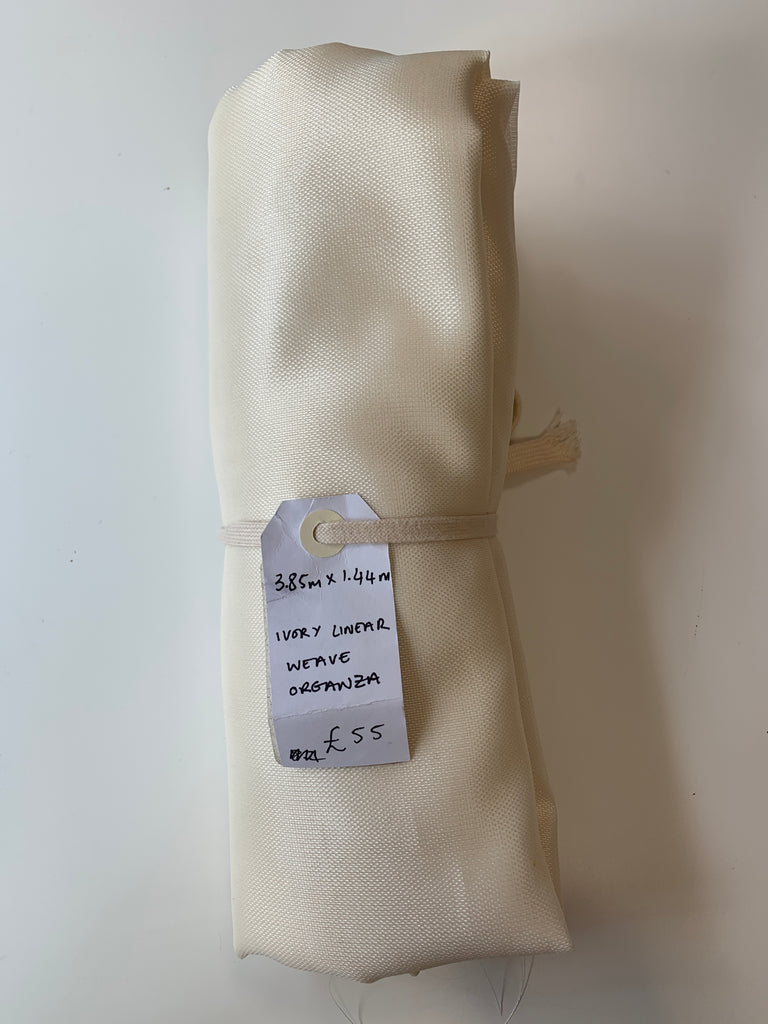 3.85m x 1.44m
IVORY LINEAR
WEAVE
ORGANZA
£55